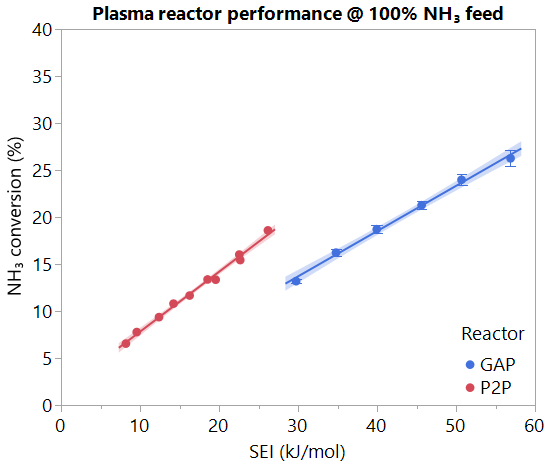 Plasma reactor performance @ 100% NH₃ feed
40
35
30
25
20
15
10
5
0
NH₃ conversion (%)
0 10 20 30 40 50 60
SEI (kJ/mol)
Reactor
GAP
P2P